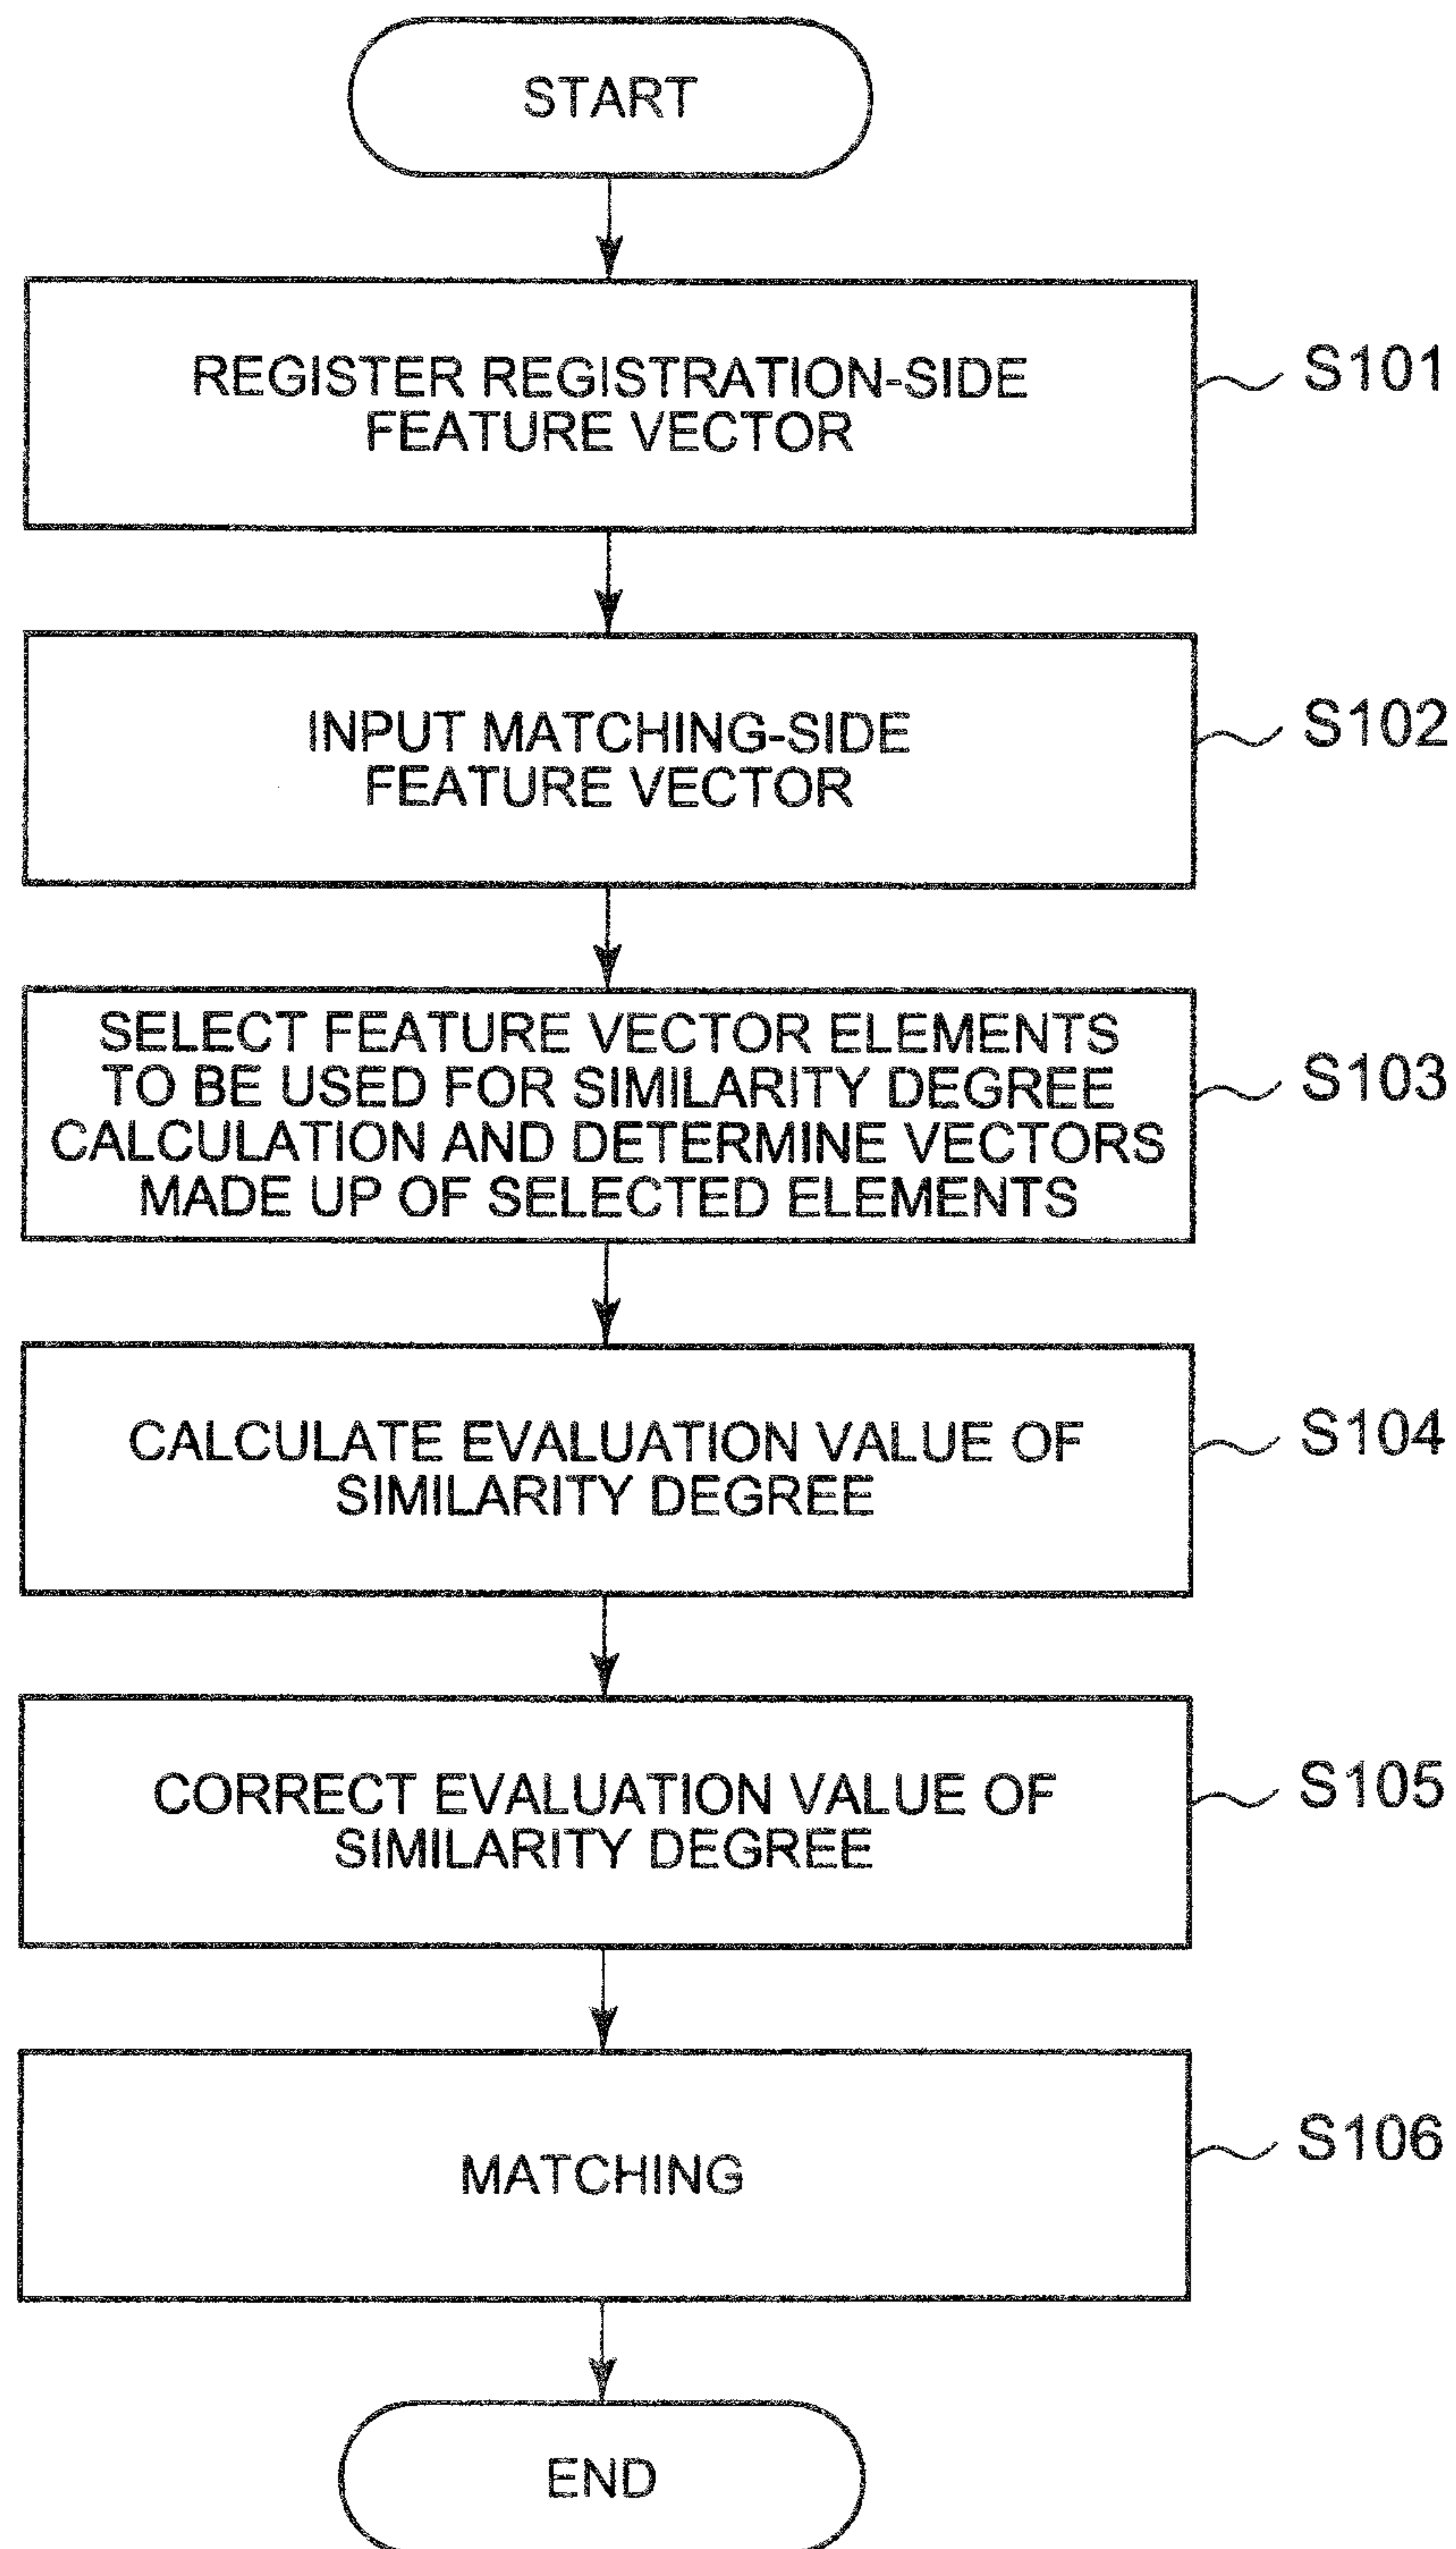 START
REGISTER REGISTRATION-SIDE
FEATURE VECTOR
S101
INPUT MATCHING-SIDE
FEATURE VECTOR
S102
SELECT FEATURE VECTOR ELEMENTS
TO BE USED FOR SIMILARITY DEGREE
CALCULATION AND DETERMINE VECTORS
MADE UP OF SELECTED ELEMENTS
S103
CALCULATE EVALUATION VALUE OF
SIMILARITY DEGREE
S104
CORRECT EVALUATION VALUE OF
SIMILARITY DEGREE
S105
MATCHING
S106
END